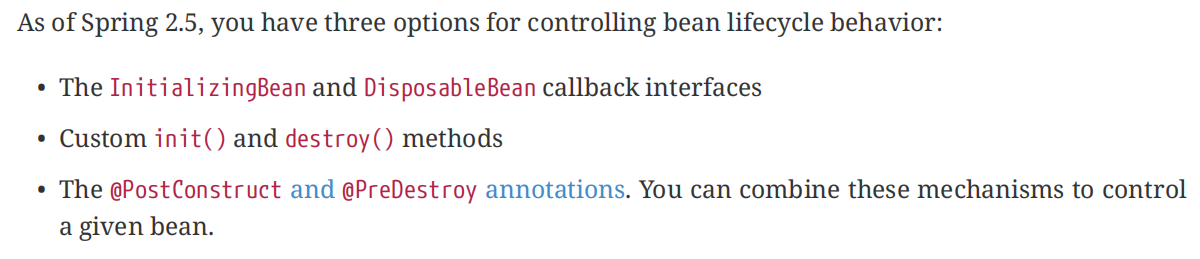 As of Spring 2.5, you have three options for controlling bean lifecycle behavior:
• The InitializingBean and DisposableBean callback interfaces
• Custom init() and destroy() methods
• The @PostConstruct and @PreDestroy annotations. You can combine these mechanisms to control
a given bean.